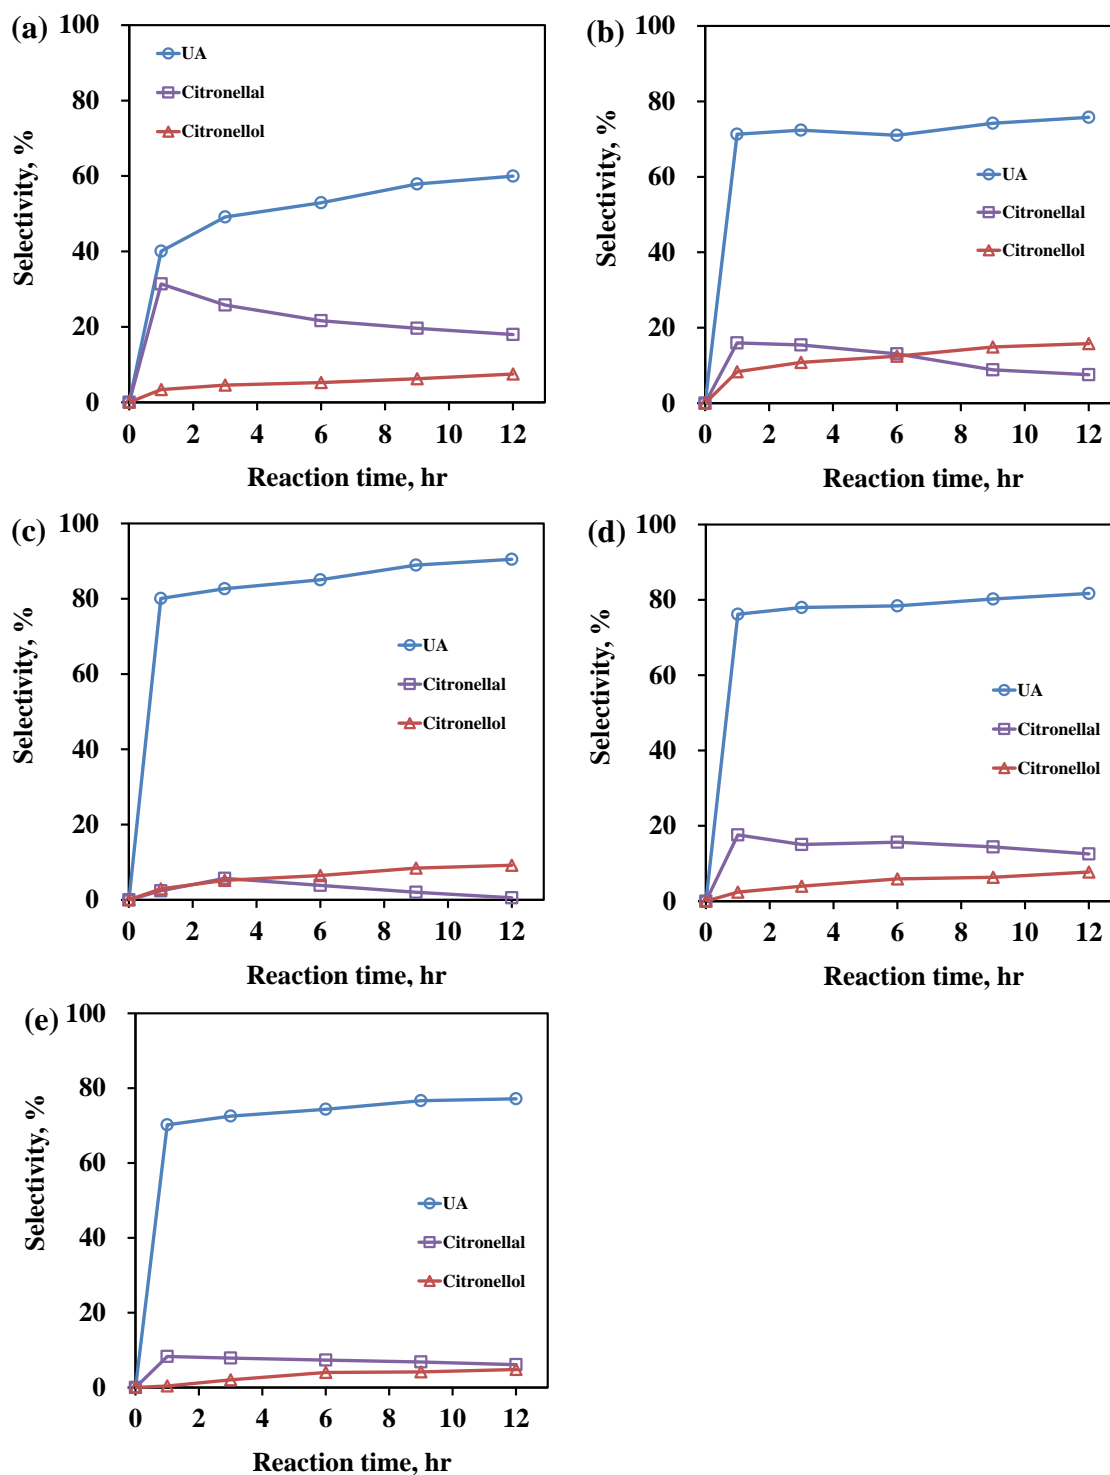 (a)
100
80
60
40
20
0
Selectivity, %
UA
Citronellal
Citronellol
0 2 4 6 8 10 12
Reaction time, hr
(b)
100
80
60
40
20
0
Selectivity, %
UA
Citronellal
Citronellol
0 2 4 6 8 10 12
Reaction time, hr
(c)
100
80
60
40
20
0
Selectivity, %
UA
Citronellal
Citronellol
0 2 4 6 8 10 12
Reaction time, hr
(d)
100
80
60
40
20
0
Selectivity, %
UA
Citronellal
Citronellol
0 2 4 6 8 10 12
Reaction time, hr
(e)
100
80
60
40
20
0
Selectivity, %
UA
Citronellal
Citronellol
0 2 4 6 8 10 12
Reaction time, hr